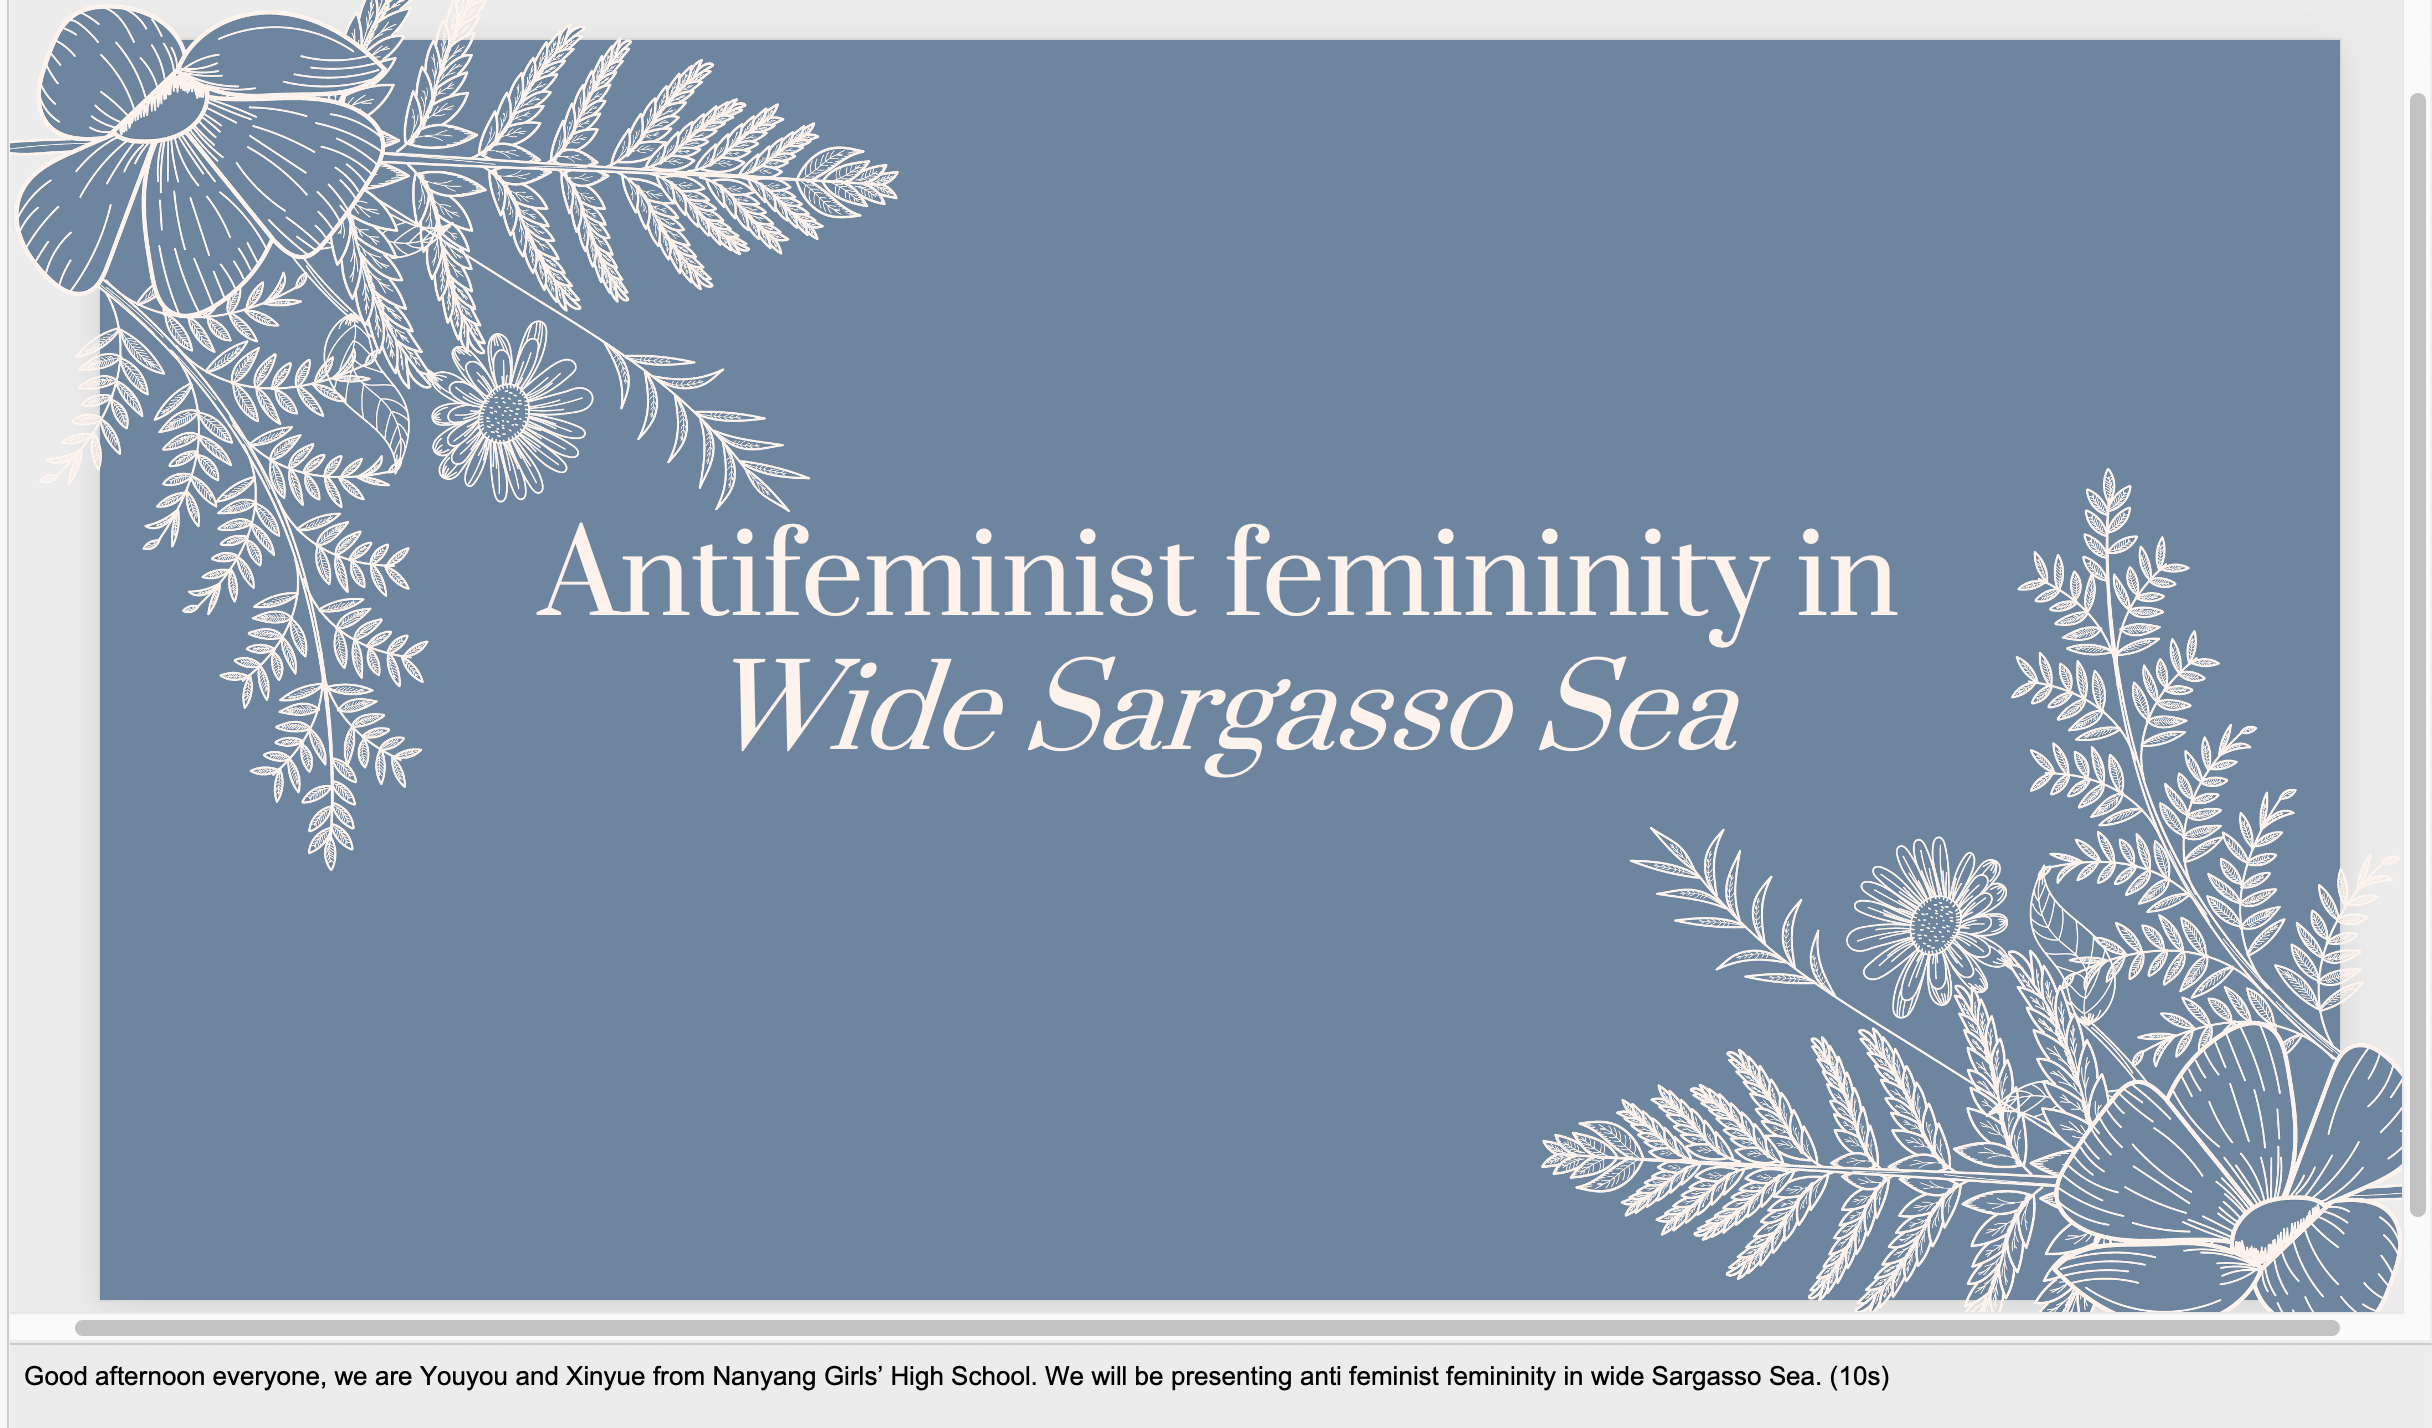 Antifeminist femininity in
Wide Sargasso Sea
Good afternoon everyone, we are Youyou and Xinyue from Nanyang Girls’ High School. We will be presenting anti feminist femininity in wide Sargasso Sea. (10s)